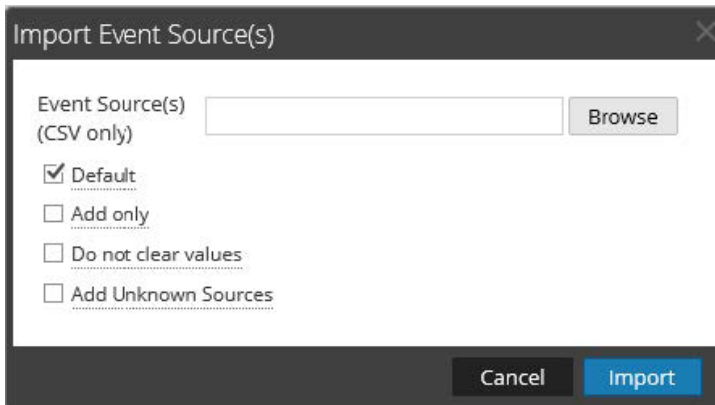 Import Event Source(s)
Event Source(s)
(CSV only)
Browse
Default
Add only
Do not clear values
Add Unknown Sources
Cancel
Import